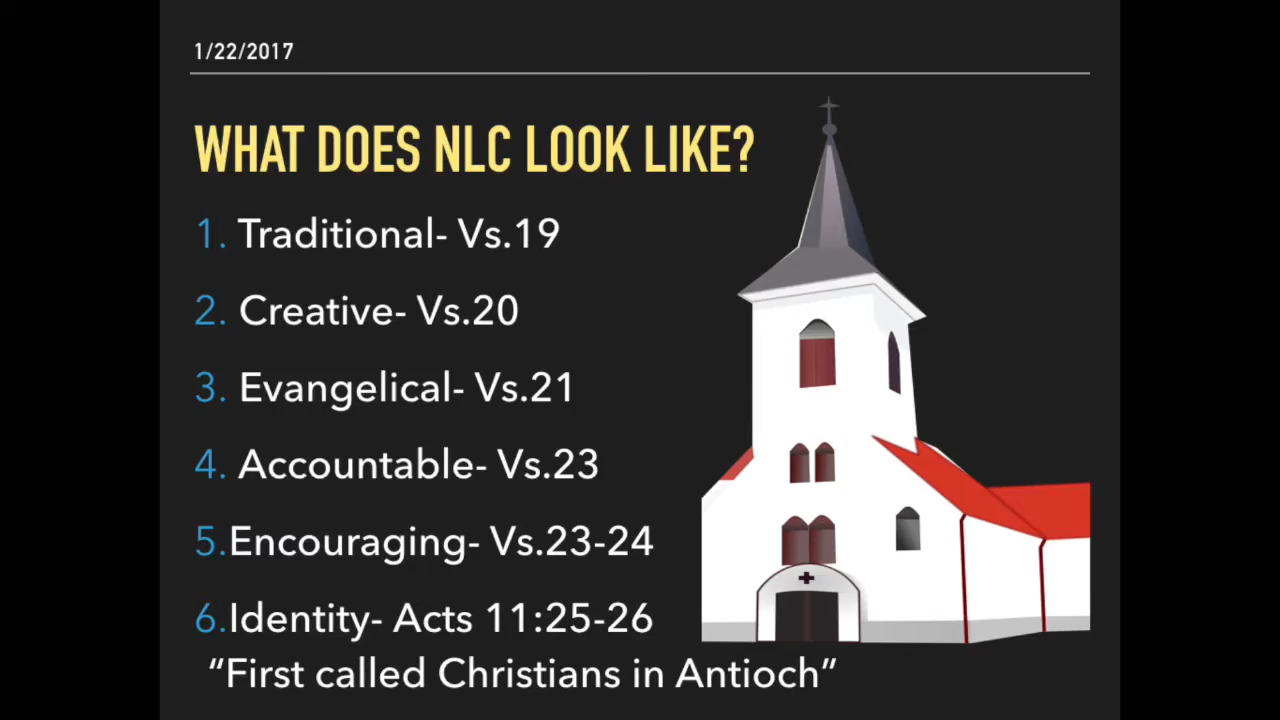 1/22/2017
WHAT DOES NLC LOOK LIKE?
1. Traditional- Vs.19
2. Creative- Vs.20
3. Evangelical- Vs.21
4. Accountable- Vs.23
5.Encouraging- Vs.23-24
6.Identity- Acts 11:25-26
“First called Christians in Antioch”